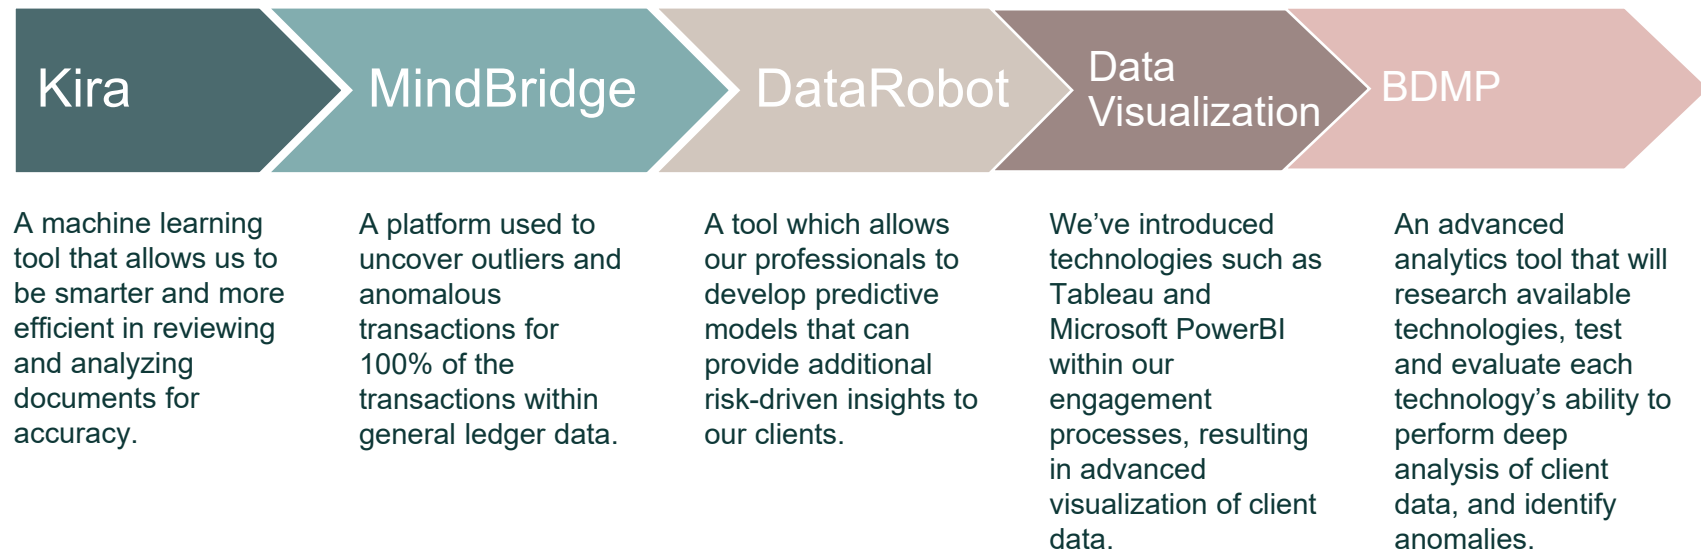 Kira
MindBridge
DataRobot
Data
Visualization
BDMP
A machine learning
tool that allows us to
be smarter and more
efficient in reviewing
and analyzing
documents for
accuracy.
A platform used to
uncover outliers and
anomalous
transactions for
100% of the
transactions within
general ledger data.
A tool which allows
our professionals to
develop predictive
models that can
provide additional
risk-driven insights to
our clients.
We’ve introduced
technologies such as
Tableau and
Microsoft PowerBI
within our
engagement
processes, resulting
in advanced
visualization of client
data.
An advanced
analytics tool that will
research available
technologies, test
and evaluate each
technology’s ability to
perform deep
analysis of client
data, and identify
anomalies.